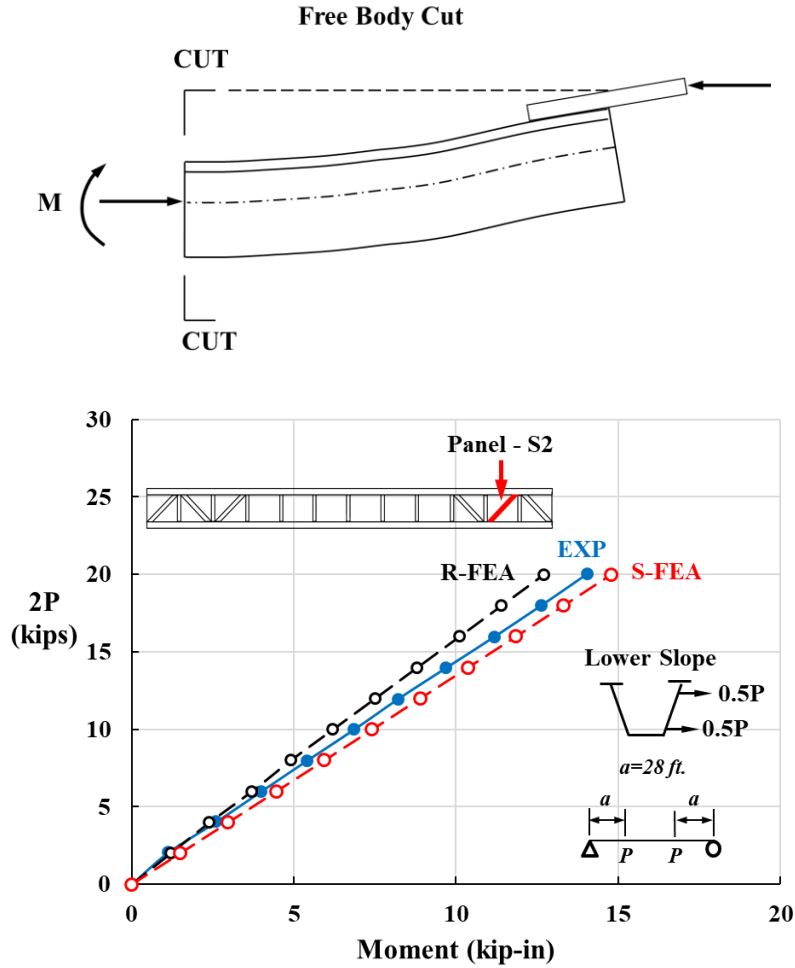 Free Body Cut
CUT
M
CUT
30
25
20
15
10
5
0
2P
(kips)
Panel - S2
R-FEA
EXP
S-FEA
Lower Slope
0.5P
0.5P
a=28 ft.
a
a
P
P
0
5
10
15
20
Moment (kip-in)